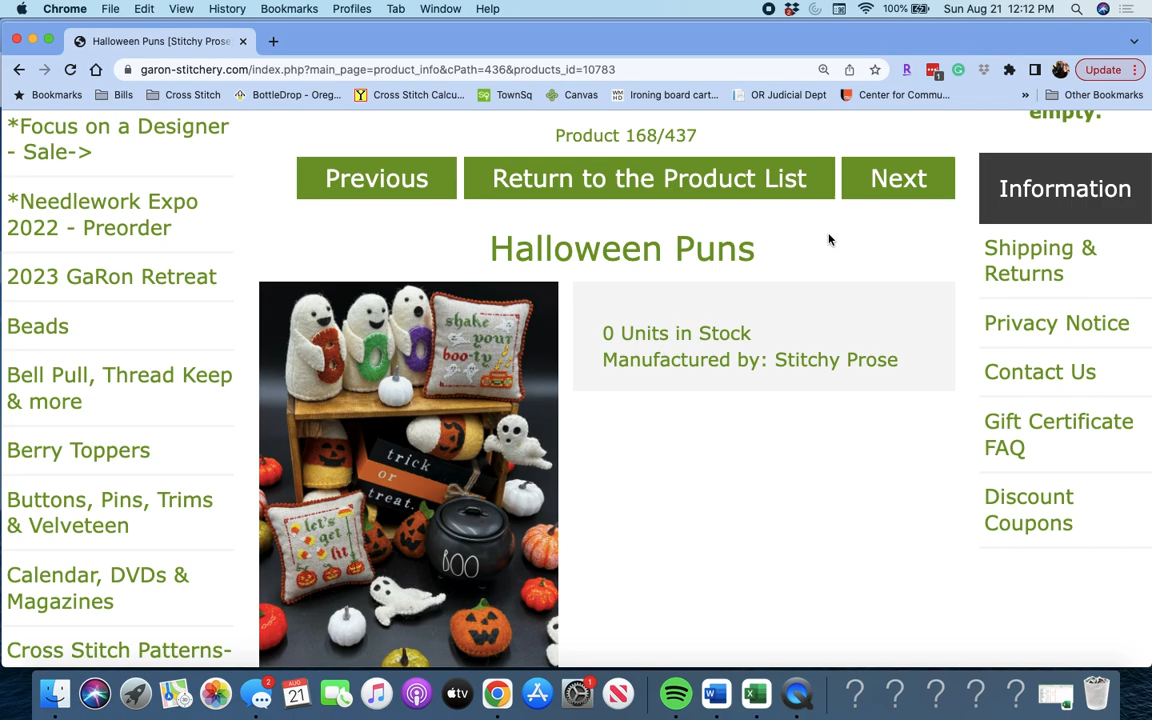 Chrome File Edit View History Bookmarks Profiles Tab Window Help 100% Sun Aug 21 12:12 PM
Halloween Puns [Stitchy Prose
garon-stitchery.com/index.php?main_page=product_info&cPath=436&products_id=10783 Update
Bookmarks Bills Cross Stitch BottleDrop - Oreg... Cross Stitch Calcu... TownSq Canvas Ironing board cart... OR Judicial Dept Center for Commu... » Other Bookmarks
*Focus on a Designer
- Sale->
*Needlework Expo
2022 - Preorder
2023 GaRon Retreat
Beads
Bell Pull, Thread Keep
& more
Berry Toppers
Buttons, Pins, Trims
& Velveteen
Calendar, DVDs &
Magazines
Cross Stitch Patterns-
Product 168/437
Previous Return to the Product List Next
Halloween Puns
shake
your
boo-ty
trick
or
treat.
let's
get
lit
BOO
0 Units in Stock
Manufactured by: Stitchy Prose
empty.
Information
Shipping &
Returns
Privacy Notice
Contact Us
Gift Certificate
FAQ
Discount
Coupons
AUG
21
2
tv
1
W
X
? ? ? ? ?